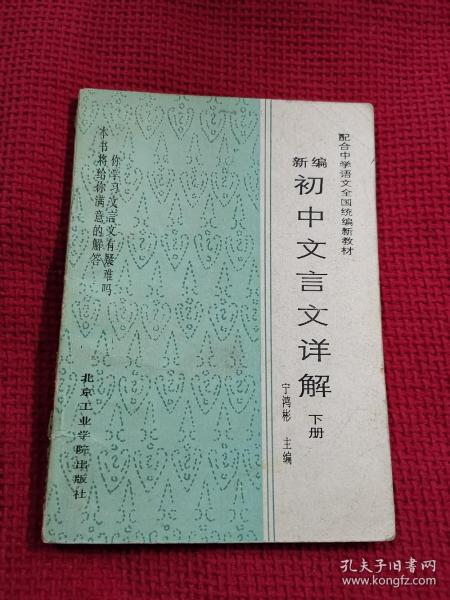 配合中学语文全国统编新教材
新编
初中文言文详解
下册
宁鸿彬 主编
你学习文言文有疑难吗
本书将给你满意的解答
北京工业学院出版社
孔夫子旧书网
www.kongfz.com